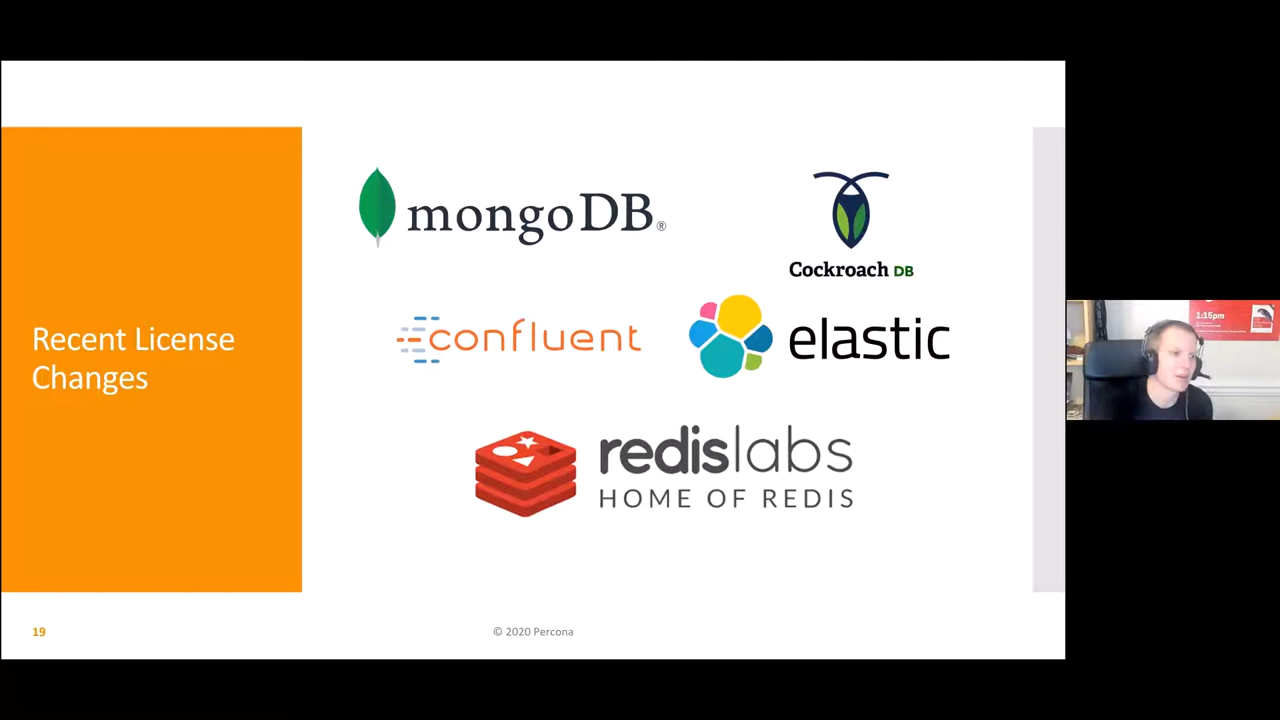 Recent License
Changes
mongoDB®
Cockroach DB
confluent
elastic
redislabs
HOME OF REDIS
19
© 2020 Percona
1:15pm